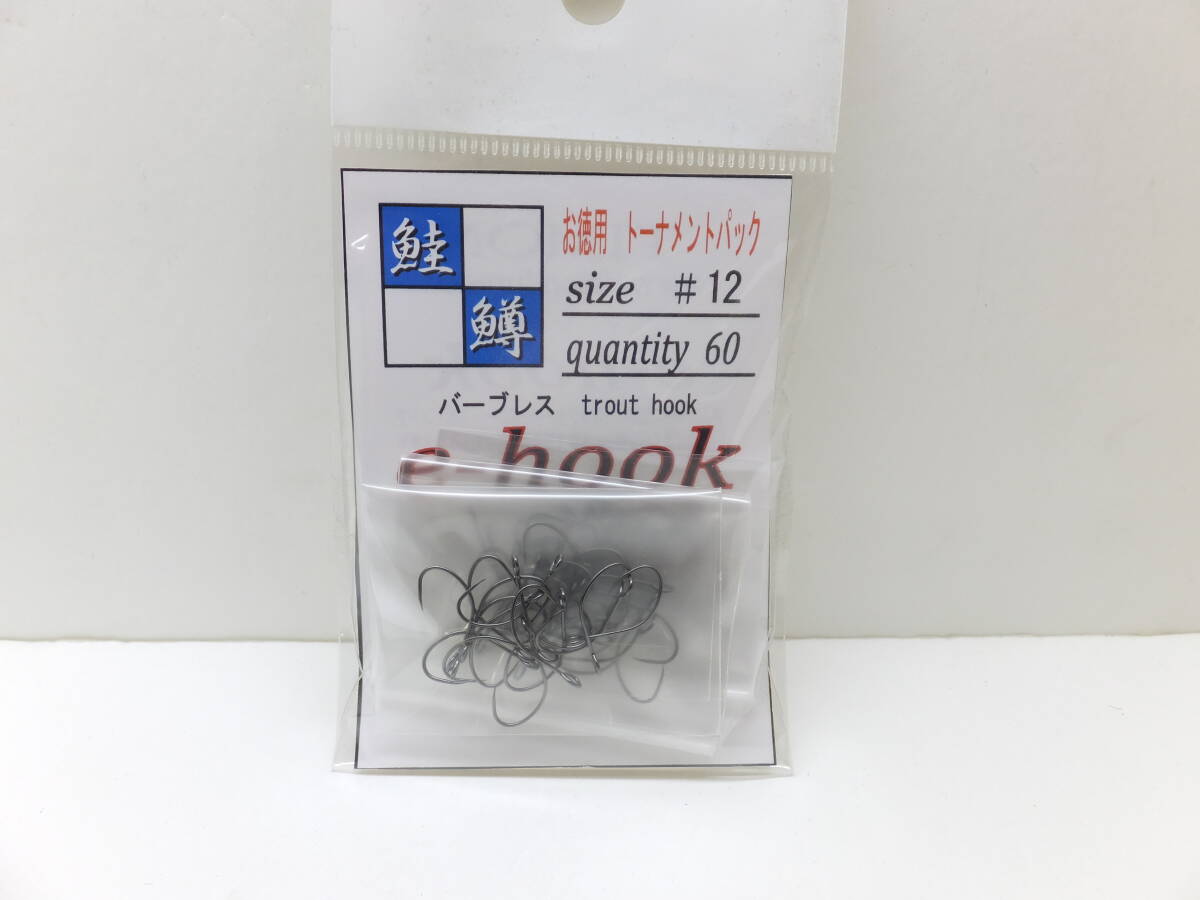 鮭
鱒
お徳用 トーナメントパック
size #12
quantity 60
バーブレス trout hook
e hook